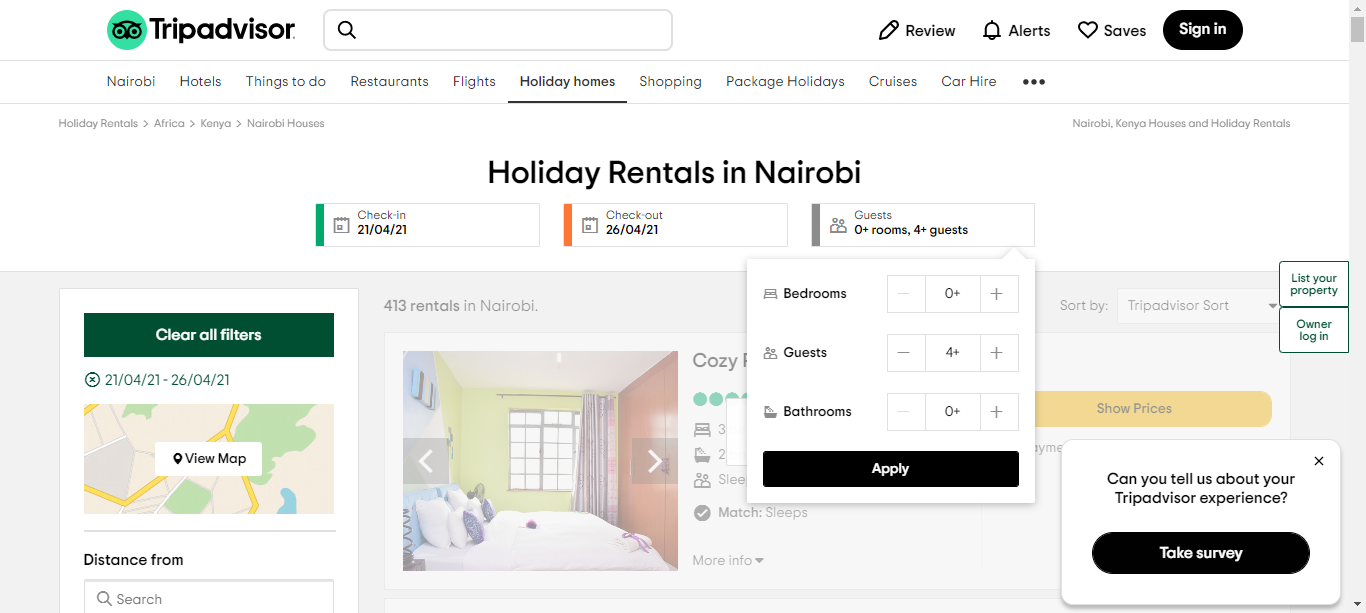 Tripadvisor
Review
Alerts
Saves
Sign in
Nairobi
Hotels
Things to do
Restaurants
Flights
Holiday homes
Shopping
Package Holidays
Cruises
Car Hire
Holiday Rentals > Africa > Kenya > Nairobi Houses
Nairobi, Kenya Houses and Holiday Rentals
Holiday Rentals in Nairobi
Check-in
21/04/21
Check-out
26/04/21
Guests
0+ rooms, 4+ guests
List your
property
Owner
log in
Bedrooms
0+
Guests
4+
Bathrooms
0+
Apply
Clear all filters
21/04/21 - 26/04/21
View Map
Distance from
Search
413 rentals in Nairobi.
Sort by:
Tripadvisor Sort
Cozy
3
2
Match: Sleeps
More info
Show Prices
Can you tell us about your
Tripadvisor experience?
Take survey